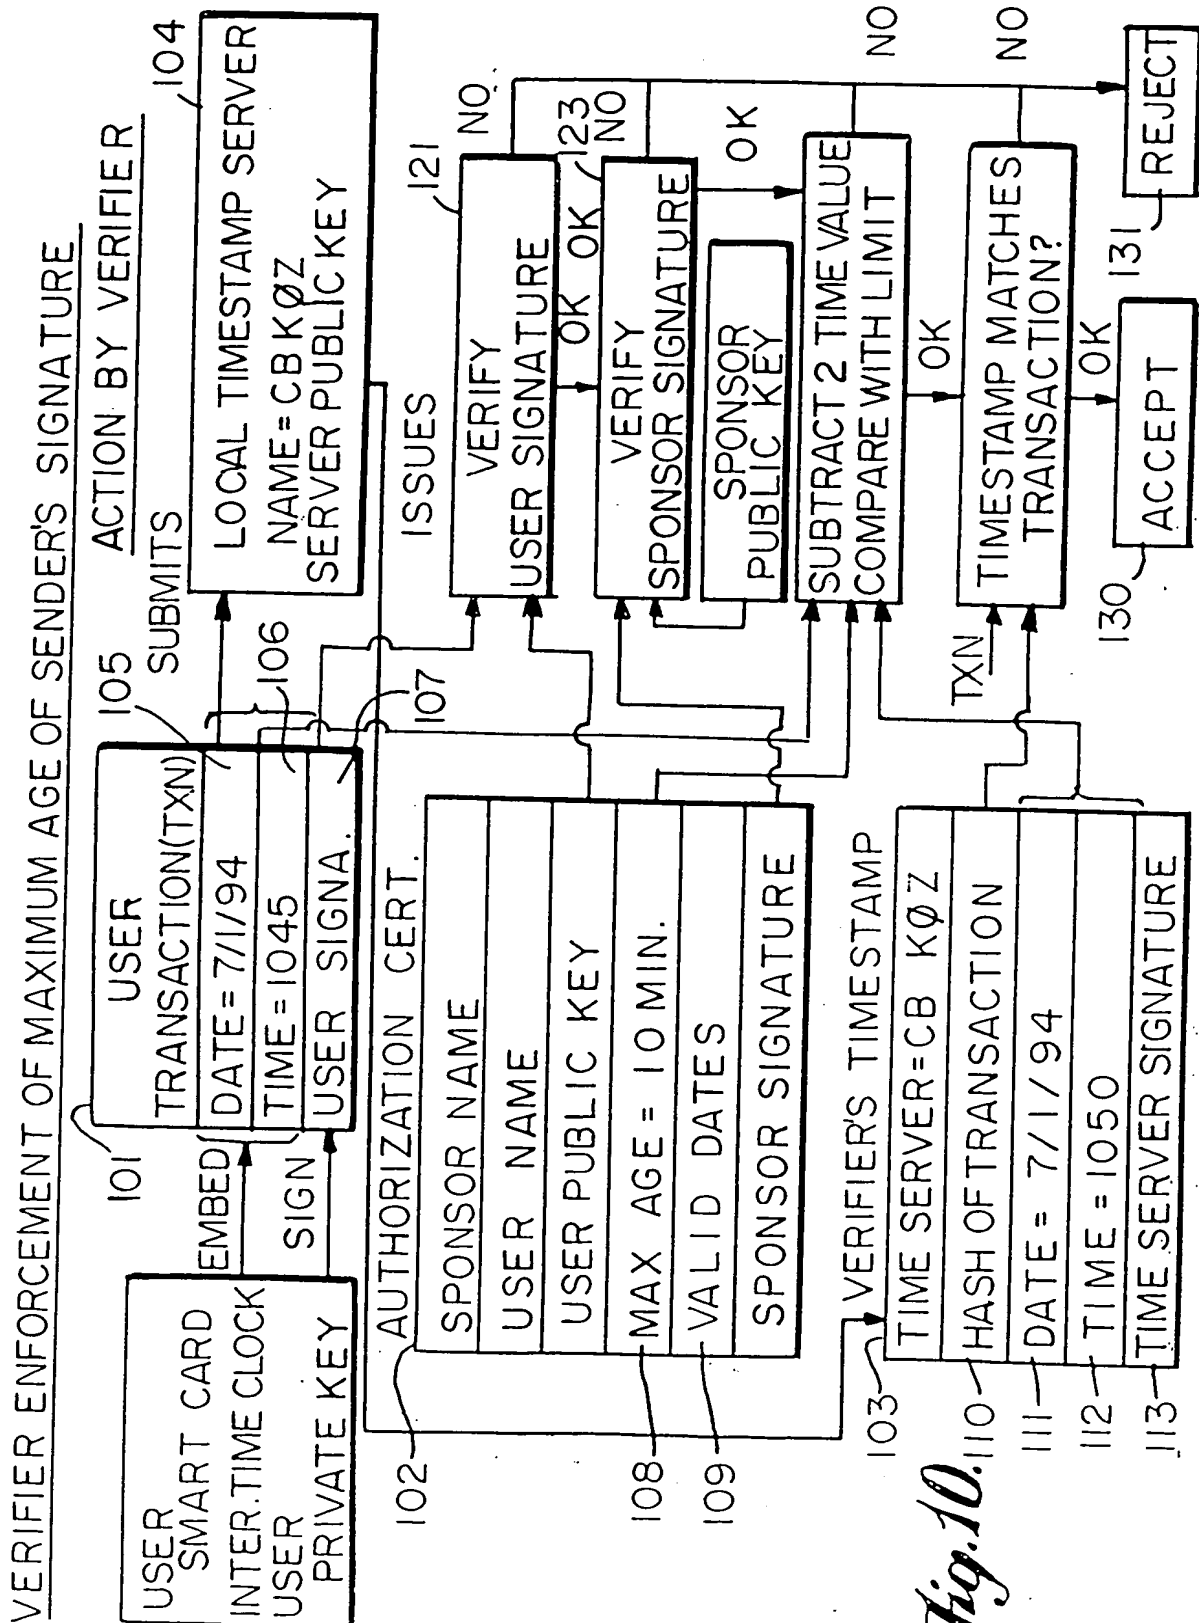 VERIFIER ENFORCEMENT OF MAXIMUM AGE OF SENDER'S SIGNATURE
ACTION BY VERIFIER
USER
SMART CARD
INTER. TIME CLOCK
USER
PRIVATE KEY
EMBED
SIGN
101
USER
TRANSACTION(TXN)
DATE = 7/1/94
TIME = 1045
USER SIGNA.
105
106
107
SUBMITS
104
LOCAL TIMESTAMP SERVER
NAME = CBKØZ
SERVER PUBLIC KEY
ISSUES
102
AUTHORIZATION CERT.
SPONSOR NAME
USER NAME
USER PUBLIC KEY
MAX AGE = 10 MIN.
VALID DATES
SPONSOR SIGNATURE
108
109
121
VERIFY
USER SIGNATURE
NO
OK
OK
123
VERIFY
SPONSOR SIGNATURE
NO
OK
SPONSOR
PUBLIC KEY
SUBTRACT 2 TIME VALUE
COMPARE WITH LIMIT
NO
OK
103
VERIFIER'S TIMESTAMP
TIME SERVER = CB KØZ
HASH OF TRANSACTION
DATE = 7/1/94
TIME = 1050
TIME SERVER SIGNATURE
110
111
112
113
TXN
TIMESTAMP MATCHES
TRANSACTION?
NO
OK
130
ACCEPT
131
REJECT
Fig. 10.